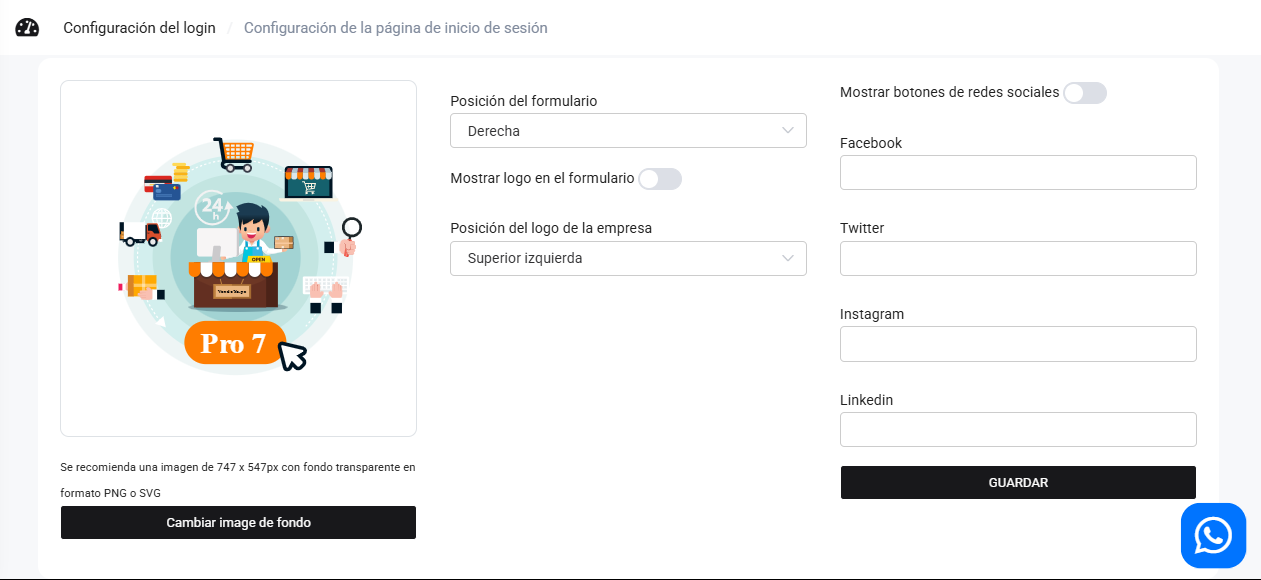 Configuración del login / Configuración de la página de inicio de sesión
24
h
OPEN
Pro 7
Se recomienda una imagen de 747 x 547px con fondo transparente en
formato PNG o SVG
Cambiar image de fondo
Posición del formulario
Derecha
Mostrar logo en el formulario
Posición del logo de la empresa
Superior izquierda
Mostrar botones de redes sociales
Facebook
Twitter
Instagram
Linkedin
GUARDAR